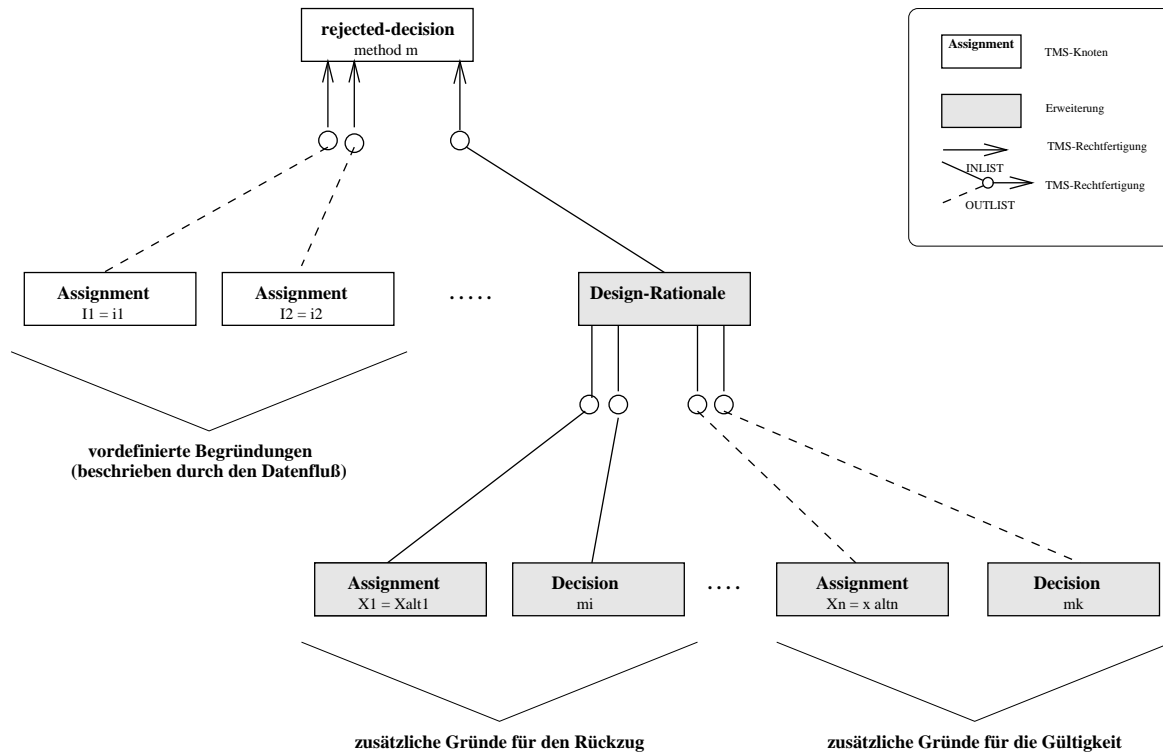 rejected-decision
method m
Assignment
TMS-Knoten
Erweiterung
TMS-Rechtfertigung
INLIST
TMS-Rechtfertigung
OUTLIST
Assignment
I1 = i1
Assignment
I2 = i2
.....
Design-Rationale
vordefinierte Begründungen
(beschrieben durch den Datenfluß)
Assignment
X1 = Xalt1
Decision
mi
....
Assignment
Xn = x altn
Decision
mk
zusätzliche Gründe für den Rückzug
zusätzliche Gründe für die Gültigkeit